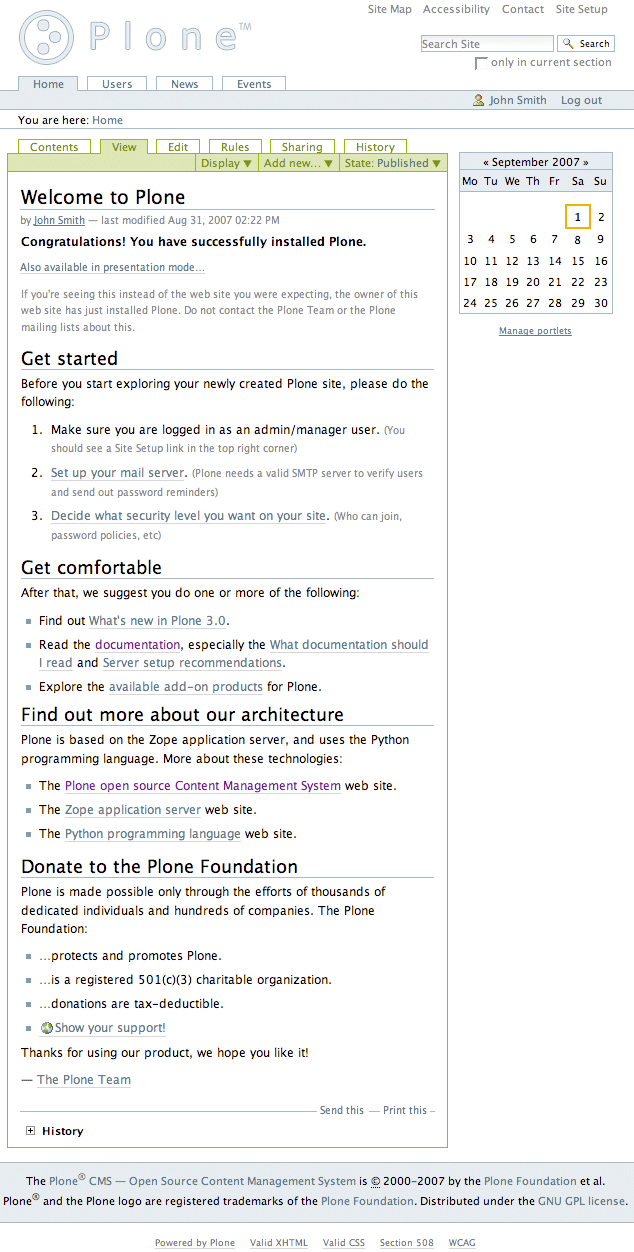 Plone™
Site Map Accessibility Contact Site Setup
Search Site Search
only in current section
Home Users News Events
John Smith Log out
You are here: Home
Contents View Edit Rules Sharing History
Display ▼ Add new... ▼ State: Published ▼
Welcome to Plone
by John Smith — last modified Aug 31, 2007 02:22 PM
Congratulations! You have successfully installed Plone.
Also available in presentation mode...
If you're seeing this instead of the web site you were expecting, the owner of this
web site has just installed Plone. Do not contact the Plone Team or the Plone
mailing lists about this.
Get started
Before you start exploring your newly created Plone site, please do the
following:
1. Make sure you are logged in as an admin/manager user. (You
should see a Site Setup link in the top right corner)
2. Set up your mail server. (Plone needs a valid SMTP server to verify users
and send out password reminders)
3. Decide what security level you want on your site. (Who can join,
password policies, etc)
Get comfortable
After that, we suggest you do one or more of the following:
Find out What's new in Plone 3.0.
Read the documentation, especially the What documentation should
I read and Server setup recommendations.
Explore the available add-on products for Plone.
Find out more about our architecture
Plone is based on the Zope application server, and uses the Python
programming language. More about these technologies:
The Plone open source Content Management System web site.
The Zope application server web site.
The Python programming language web site.
Donate to the Plone Foundation
Plone is made possible only through the efforts of thousands of
dedicated individuals and hundreds of companies. The Plone
Foundation:
...protects and promotes Plone.
...is a registered 501(c)(3) charitable organization.
...donations are tax-deductible.
Show your support!
Thanks for using our product, we hope you like it!
— The Plone Team
Send this — Print this –
History
« September 2007 »
Mo Tu We Th Fr Sa Su
1 2
3 4 5 6 7 8 9
10 11 12 13 14 15 16
17 18 19 20 21 22 23
24 25 26 27 28 29 30
Manage portlets
The Plone® CMS — Open Source Content Management System is © 2000-2007 by the Plone Foundation et al.
Plone® and the Plone logo are registered trademarks of the Plone Foundation. Distributed under the GNU GPL license.
Powered by Plone Valid XHTML Valid CSS Section 508 WCAG